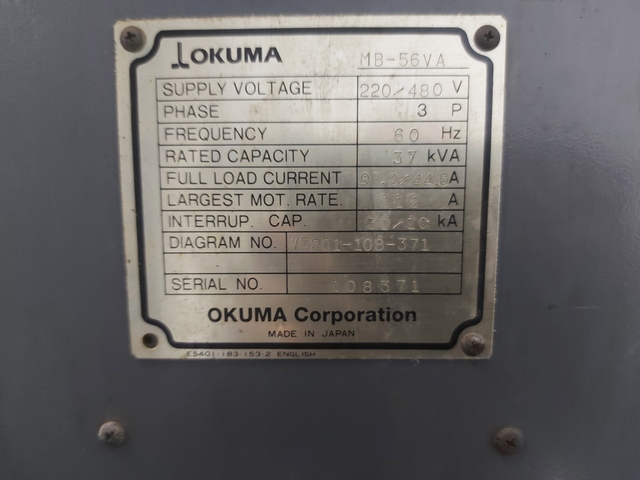 OKUMA MB-56VA
SUPPLY VOLTAGE 220/480 V
PHASE 3 P
FREQUENCY 60 Hz
RATED CAPACITY 37 kVA
FULL LOAD CURRENT A
LARGEST MOT. RATE. A
INTERRUP. CAP. kA
DIAGRAM NO.
SERIAL NO. 108371
OKUMA Corporation
MADE IN JAPAN
E5401-183-153-2 ENGLISH